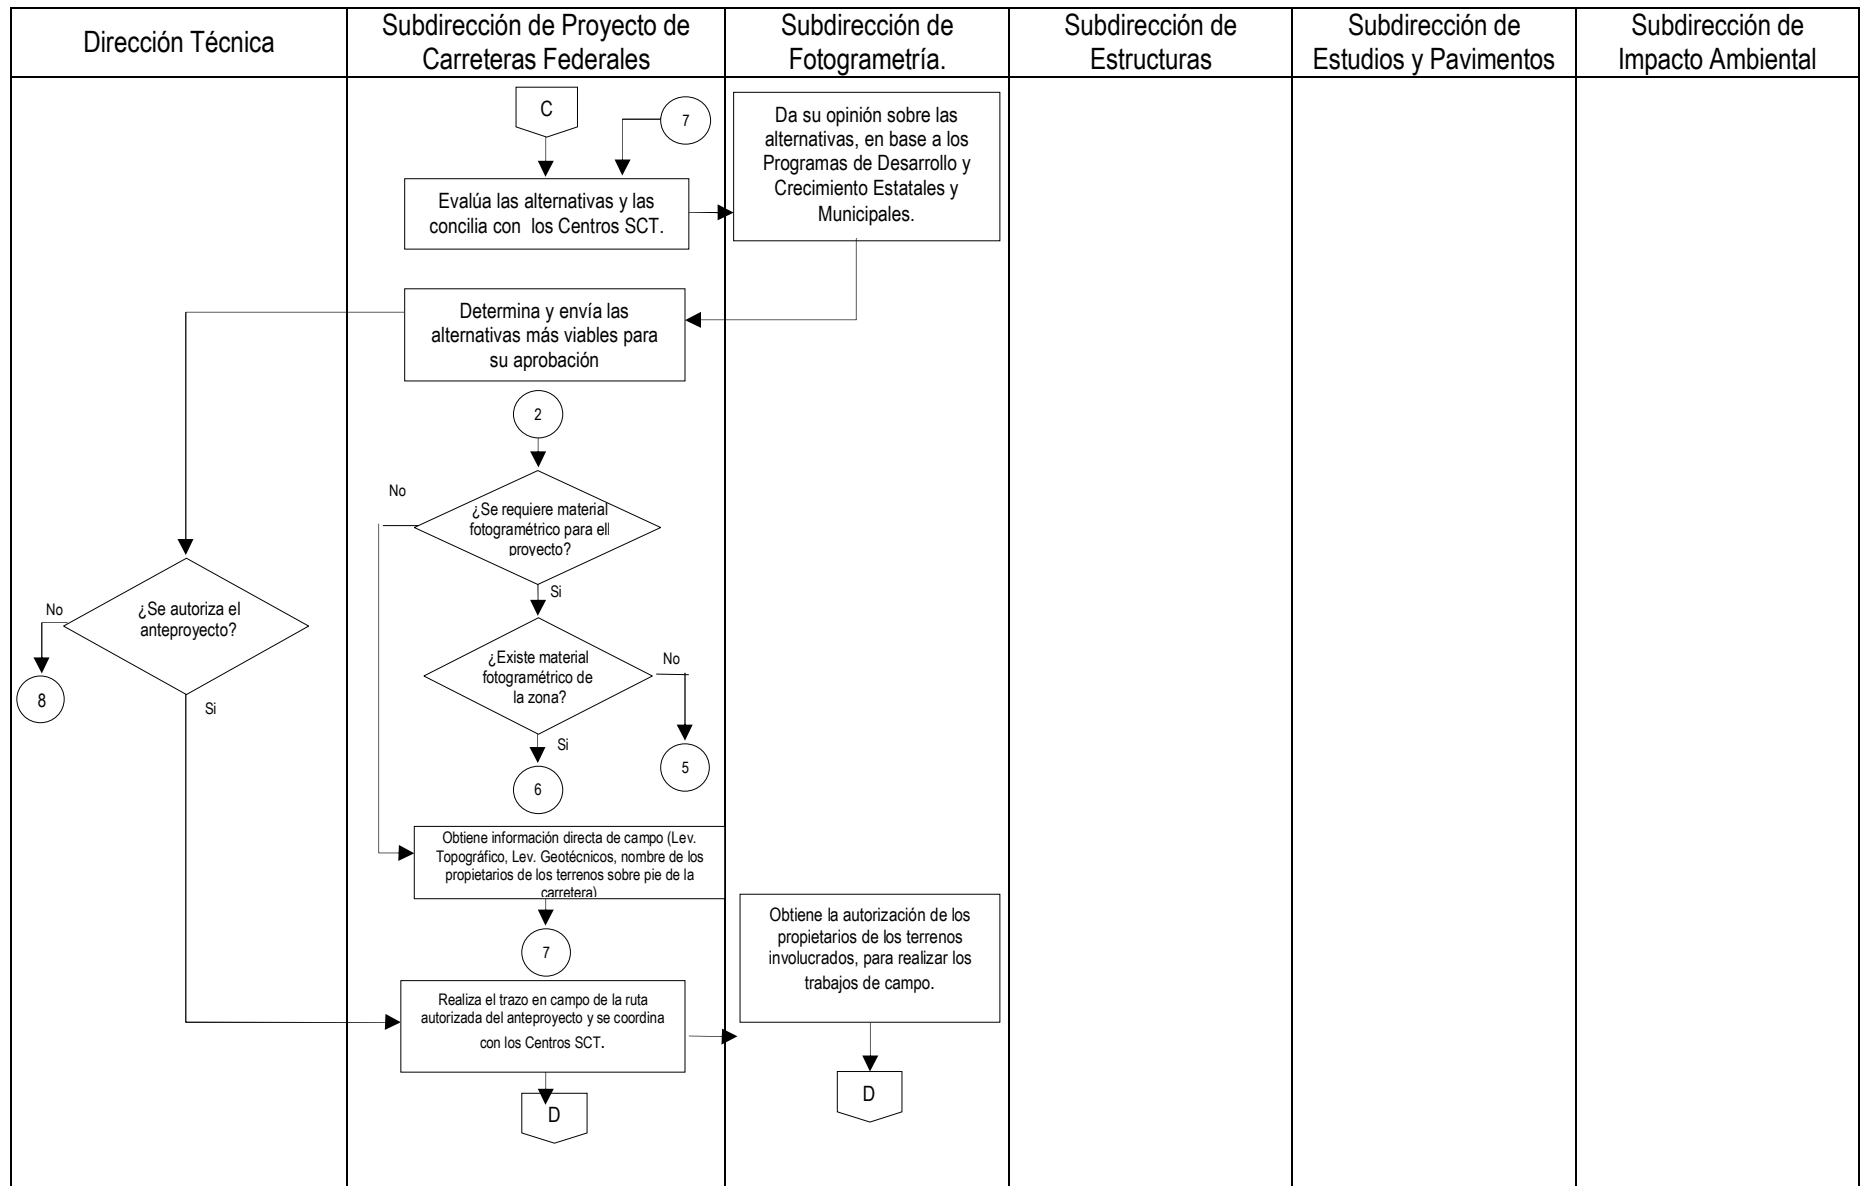 Dirección Técnica
Subdirección de Proyecto de
Carreteras Federales
Subdirección de
Fotogrametría.
Subdirección de
Estructuras
Subdirección de
Estudios y Pavimentos
Subdirección de
Impacto Ambiental
C
7
Evalúa las alternativas y las
concilia con los Centros SCT.
Da su opinión sobre las
alternativas, en base a los
Programas de Desarrollo y
Crecimiento Estatales y
Municipales.
Determina y envía las
alternativas más viables para
su aprobación
2
No
¿Se requiere material
fotogramétrico para ell
proyecto?
Si
¿Se autoriza el
anteproyecto?
No
8
Si
¿Existe material
fotogramétrico de
la zona?
No
5
Si
6
Obtiene información directa de campo (Lev.
Topográfico, Lev. Geotécnicos, nombre de los
propietarios de los terrenos sobre pie de la
carretera)
7
Obtiene la autorización de los
propietarios de los terrenos
involucrados, para realizar los
trabajos de campo.
Realiza el trazo en campo de la ruta
autorizada del anteproyecto y se coordina
con los Centros SCT.
D
D